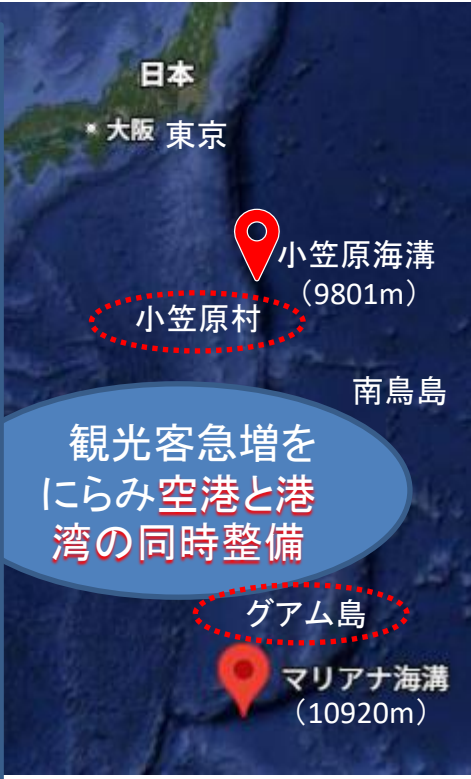 日本
大阪 東京
小笠原海溝
（9801m）
小笠原村
南鳥島
観光客急増を
にらみ空港と港
湾の同時整備
グアム島
マリアナ海溝
（10920m）